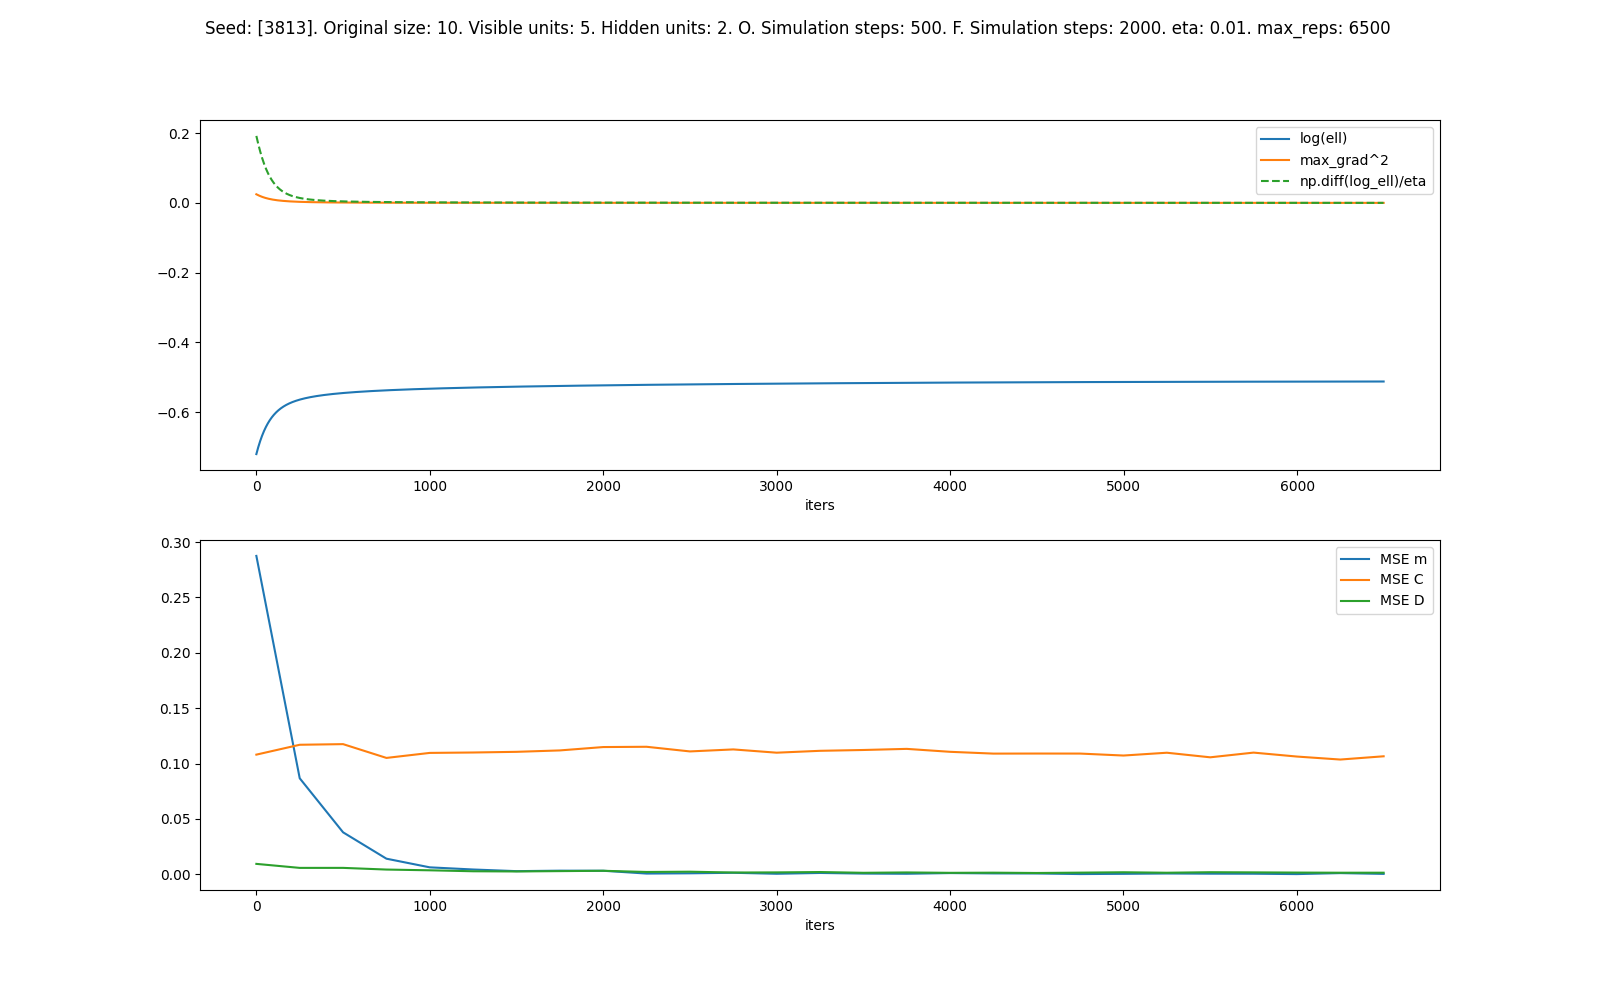 Seed: [3813]. Original size: 10. Visible units: 5. Hidden units: 2. O. Simulation steps: 500. F. Simulation steps: 2000. eta: 0.01. max_reps: 6500
0.2
0.0
−0.2
−0.4
−0.6
log(ell)
max_grad^2
np.diff(log_ell)/eta
0 1000 2000 3000 4000 5000 6000
iters
0.30
0.25
0.20
0.15
0.10
0.05
0.00
MSE m
MSE C
MSE D
0 1000 2000 3000 4000 5000 6000
iters